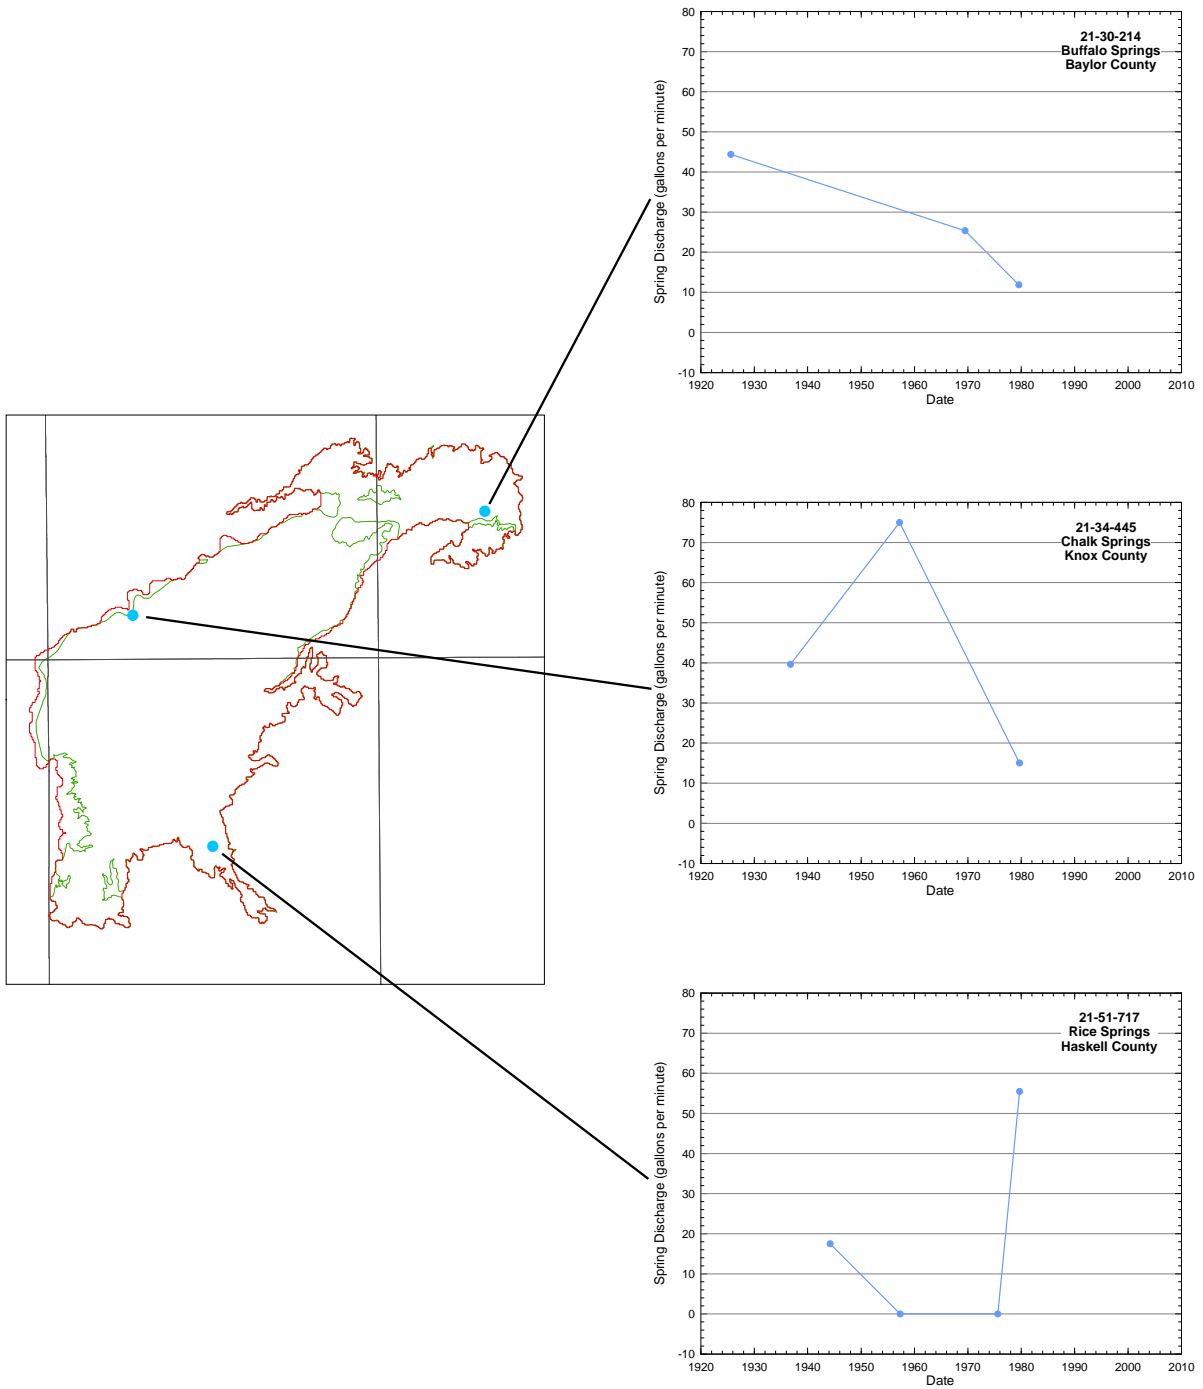 21-30-214
Buffalo Springs
Baylor County
Spring Discharge (gallons per minute)
80
70
60
50
40
30
20
10
0
-10
1920 1930 1940 1950 1960 1970 1980 1990 2000 2010
Date
21-34-445
Chalk Springs
Knox County
Spring Discharge (gallons per minute)
80
70
60
50
40
30
20
10
0
-10
1920 1930 1940 1950 1960 1970 1980 1990 2000 2010
Date
21-51-717
Rice Springs
Haskell County
Spring Discharge (gallons per minute)
80
70
60
50
40
30
20
10
0
-10
1920 1930 1940 1950 1960 1970 1980 1990 2000 2010
Date